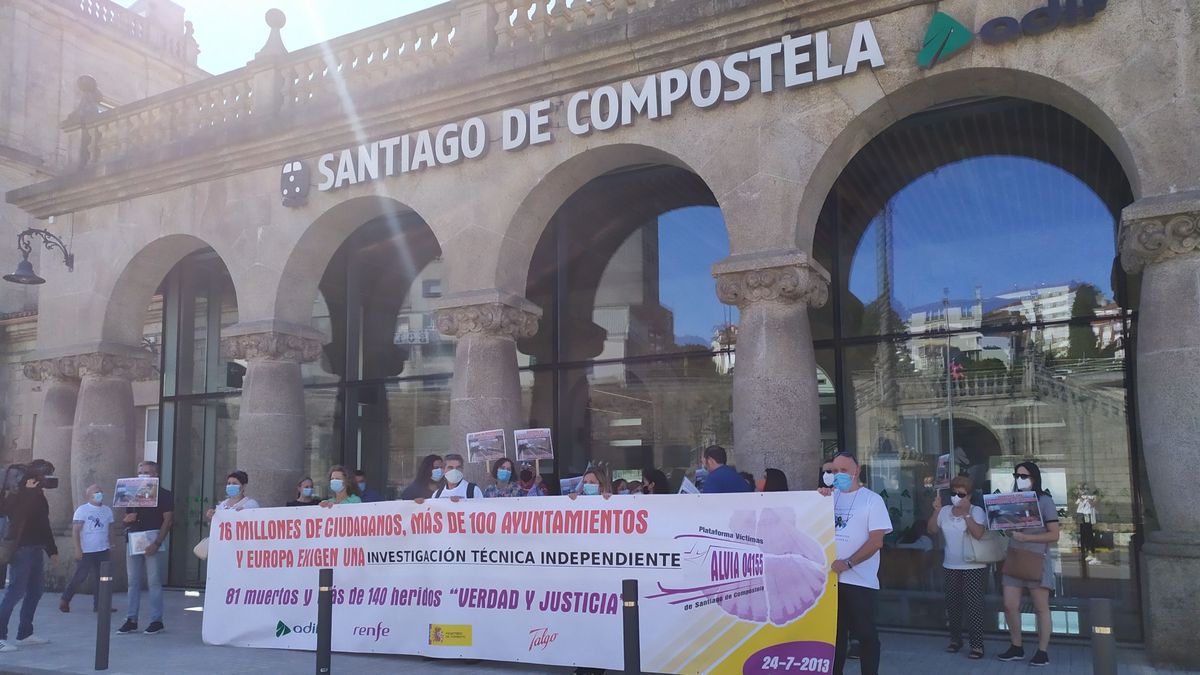 SANTIAGO DE COMPOSTELA adif
16 MILLONES DE CIUDADANOS, MÁS DE 100 AYUNTAMIENTOS
Y EUROPA EXIGEN UNA INVESTIGACIÓN TÉCNICA INDEPENDIENTE
81 muertos y más de 140 heridos "VERDAD Y JUSTICIA"
adif renfe Talgo
Plataforma Víctimas
ALVIA 04155
de Santiago de Compostela
24-7-2013